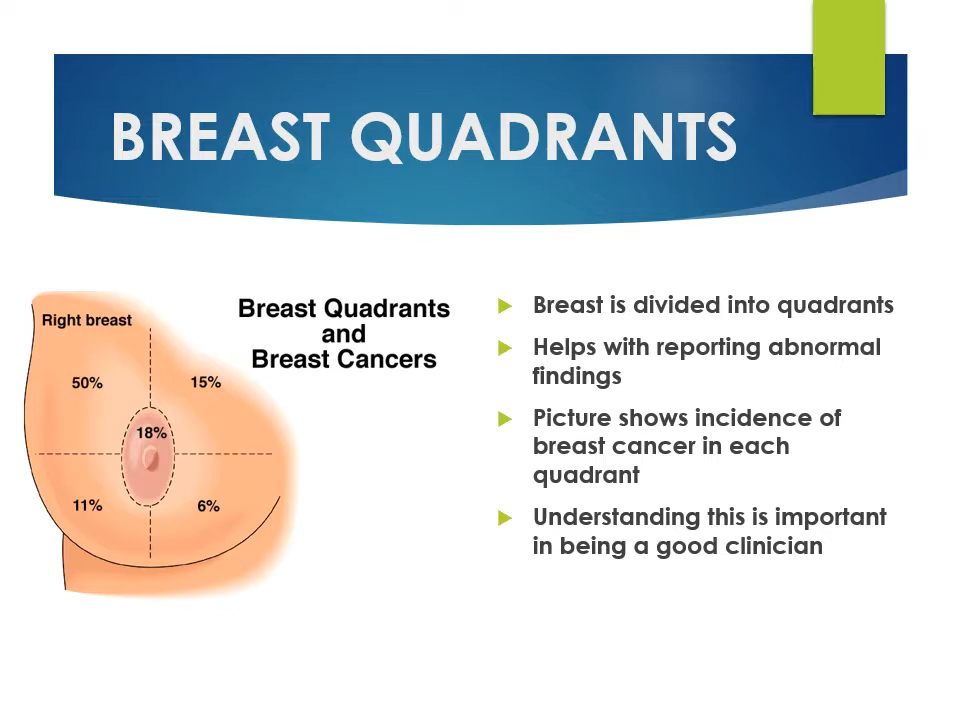 BREAST QUADRANTS
Breast Quadrants
and
Breast Cancers
Right breast
50%
15%
18%
11%
6%
Breast is divided into quadrants
Helps with reporting abnormal
findings
Picture shows incidence of
breast cancer in each
quadrant
Understanding this is important
in being a good clinician